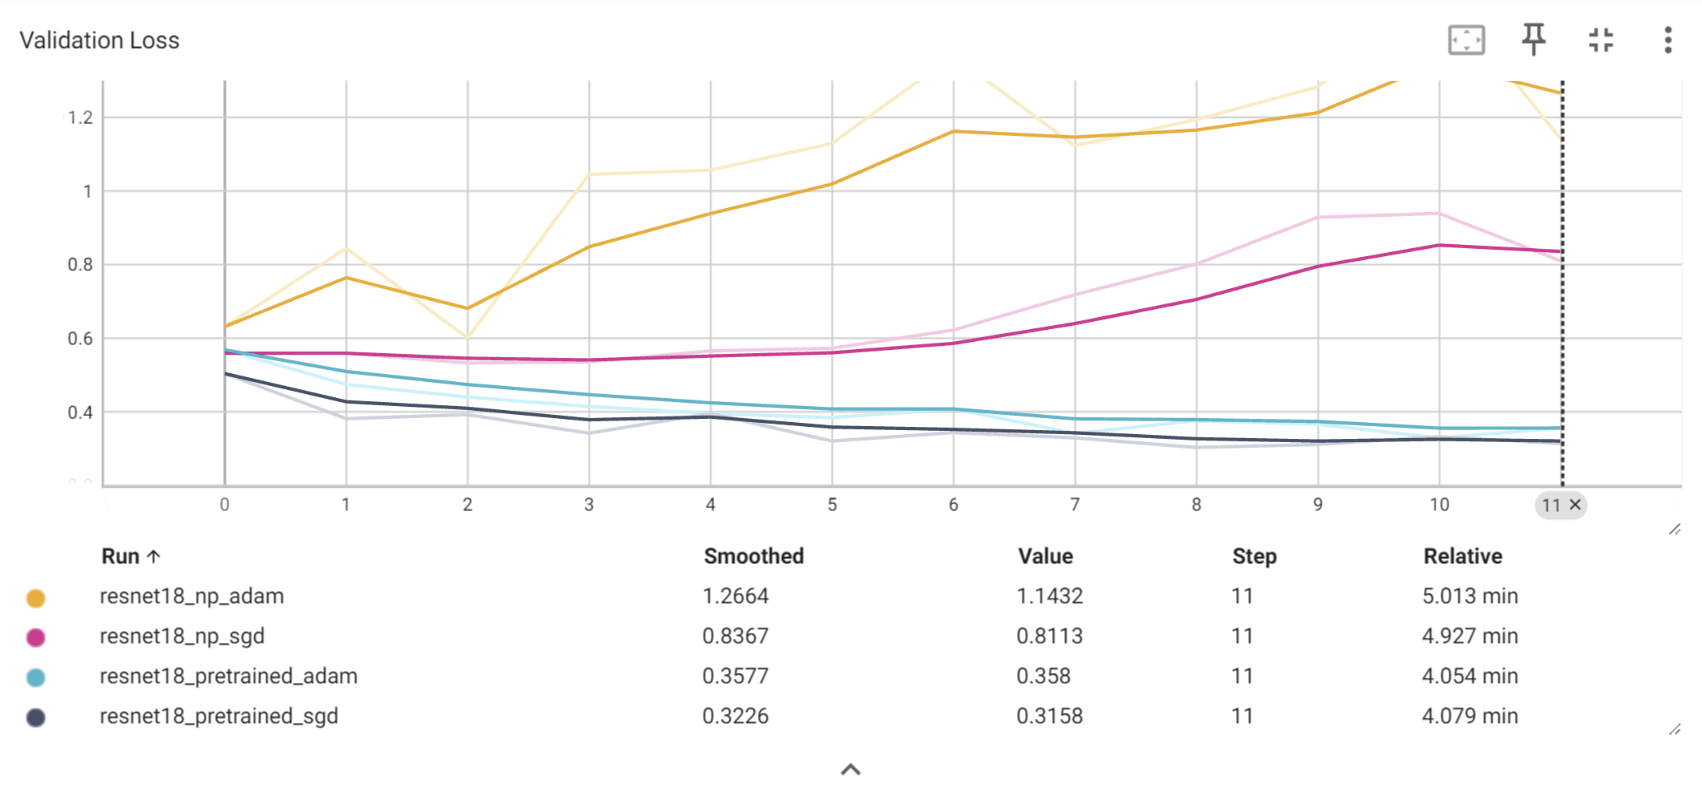 Validation Loss
1.2
1
0.8
0.6
0.4
0.2
0 1 2 3 4 5 6 7 8 9 10 11 ×
Run ↑ Smoothed Value Step Relative
resnet18_np_adam 1.2664 1.1432 11 5.013 min
resnet18_np_sgd 0.8367 0.8113 11 4.927 min
resnet18_pretrained_adam 0.3577 0.358 11 4.054 min
resnet18_pretrained_sgd 0.3226 0.3158 11 4.079 min